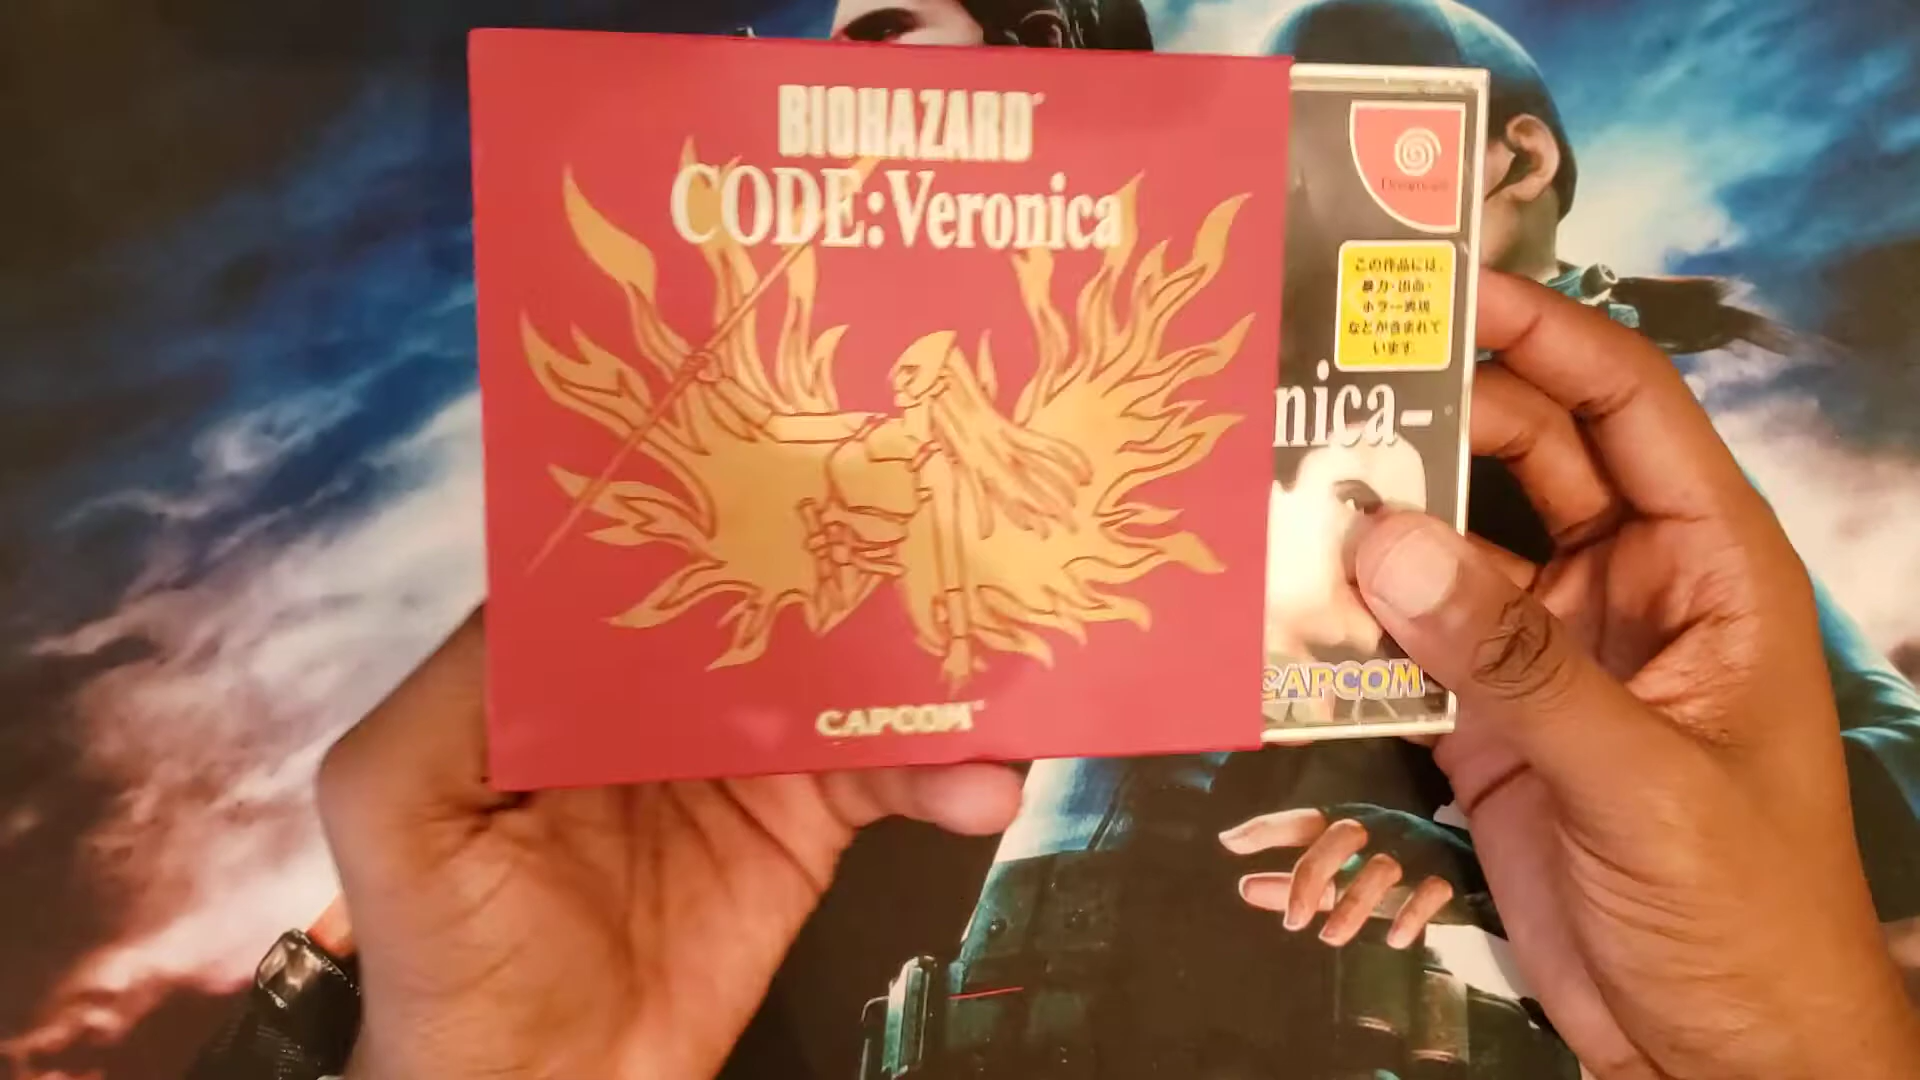 BIOHAZARD
CODE:Veronica
CAPCOM
Dreamcast
この作品には、
暴力・出血・
ホラー表現
などが含まれて
います。
nica-
CAPCOM